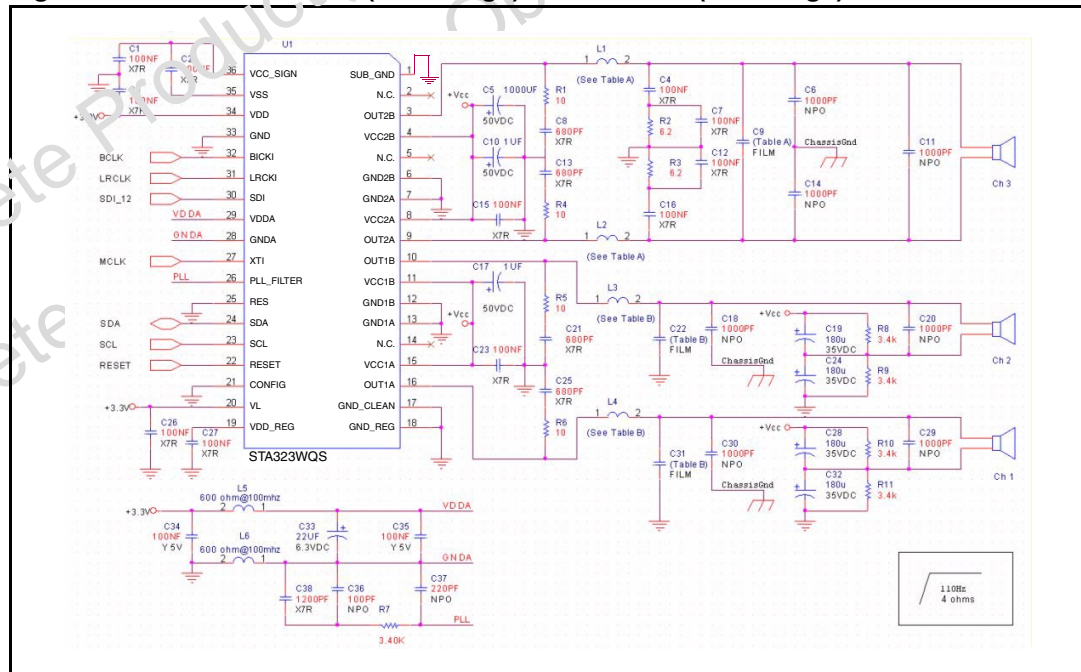 U1
STA323WQS
36 VCC_SIGN
35 VSS
34 VDD
33 GND
32 BICKI
31 LRCKI
30 SDI
29 VDDA
28 GNDA
27 XTI
26 PLL_FILTER
25 RES
24 SDA
23 SCL
22 RESET
21 CONFIG
20 VL
19 VDD_REG
SUB_GND 1
N.C. 2
OUT2B 3
VCC2B 4
N.C. 5
GND2B 6
GND2A 7
VCC2A 8
OUT2A 9
OUT1B 10
VCC1B 11
GND1B 12
GND1A 13
N.C. 14
VCC1A 15
OUT1A 16
GND_CLEAN 17
GND_REG 18
C1
100NF
X7R
BCLK
LRCLK
SDI_12
VDDA
GNDA
MCLK
PLL
SDA
SCL
RESET
+3.3V
C26
100NF
X7R
C27
100NF
X7R
+Vcc
C5 1000UF
50VDC
C10 1UF
50VDC
C15 100NF
X7R
R1
10
C8
680PF
X7R
C13
680PF
X7R
R4
10
L1
1 2
(See Table A)
L2
1 2
(See Table A)
C4
100NF
X7R
R2
6.2
R3
6.2
C16
100NF
X7R
C7
100NF
X7R
C12
100NF
X7R
C9
(Table A)
FILM
C6
1000PF
NPO
ChassisGnd
C14
1000PF
NPO
C11
1000PF
NPO
Ch 3
C17 1UF
50VDC
+Vcc
C23 100NF
X7R
R5
10
C21
680PF
X7R
C25
680PF
X7R
R6
10
L3
1 2
(See Table B)
C22
(Table B)
FILM
C18
1000PF
NPO
ChassisGnd
+Vcc
C19
180u
35VDC
C24
180u
35VDC
R8
3.4k
R9
3.4k
C20
1000PF
NPO
Ch 2
L4
1 2
(See Table B)
C31
(Table B)
FILM
C30
1000PF
NPO
ChassisGnd
+Vcc
C28
180u
35VDC
C32
180u
35VDC
R10
3.4k
R11
3.4k
C29
1000PF
NPO
Ch 1
L5
600 ohm@100mhz
2 1
+3.3V
VDDA
C34
100NF
Y5V
C33
22UF
6.3VDC
C35
100NF
Y5V
L6
600 ohm@100mhz
2 1
GNDA
C38
1200PF
X7R
C36
100PF
NPO
R7
3.40K
C37
220PF
NPO
PLL
110Hz
4 ohms